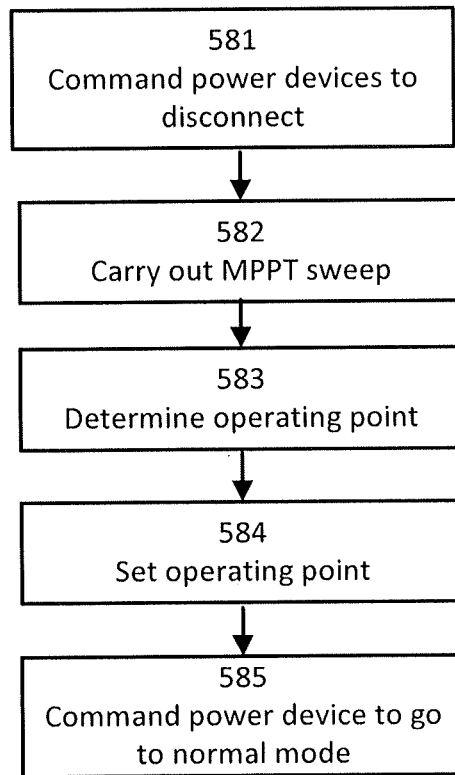 581
Command power devices to
disconnect
582
Carry out MPPT sweep
583
Determine operating point
584
Set operating point
585
Command power device to go
to normal mode